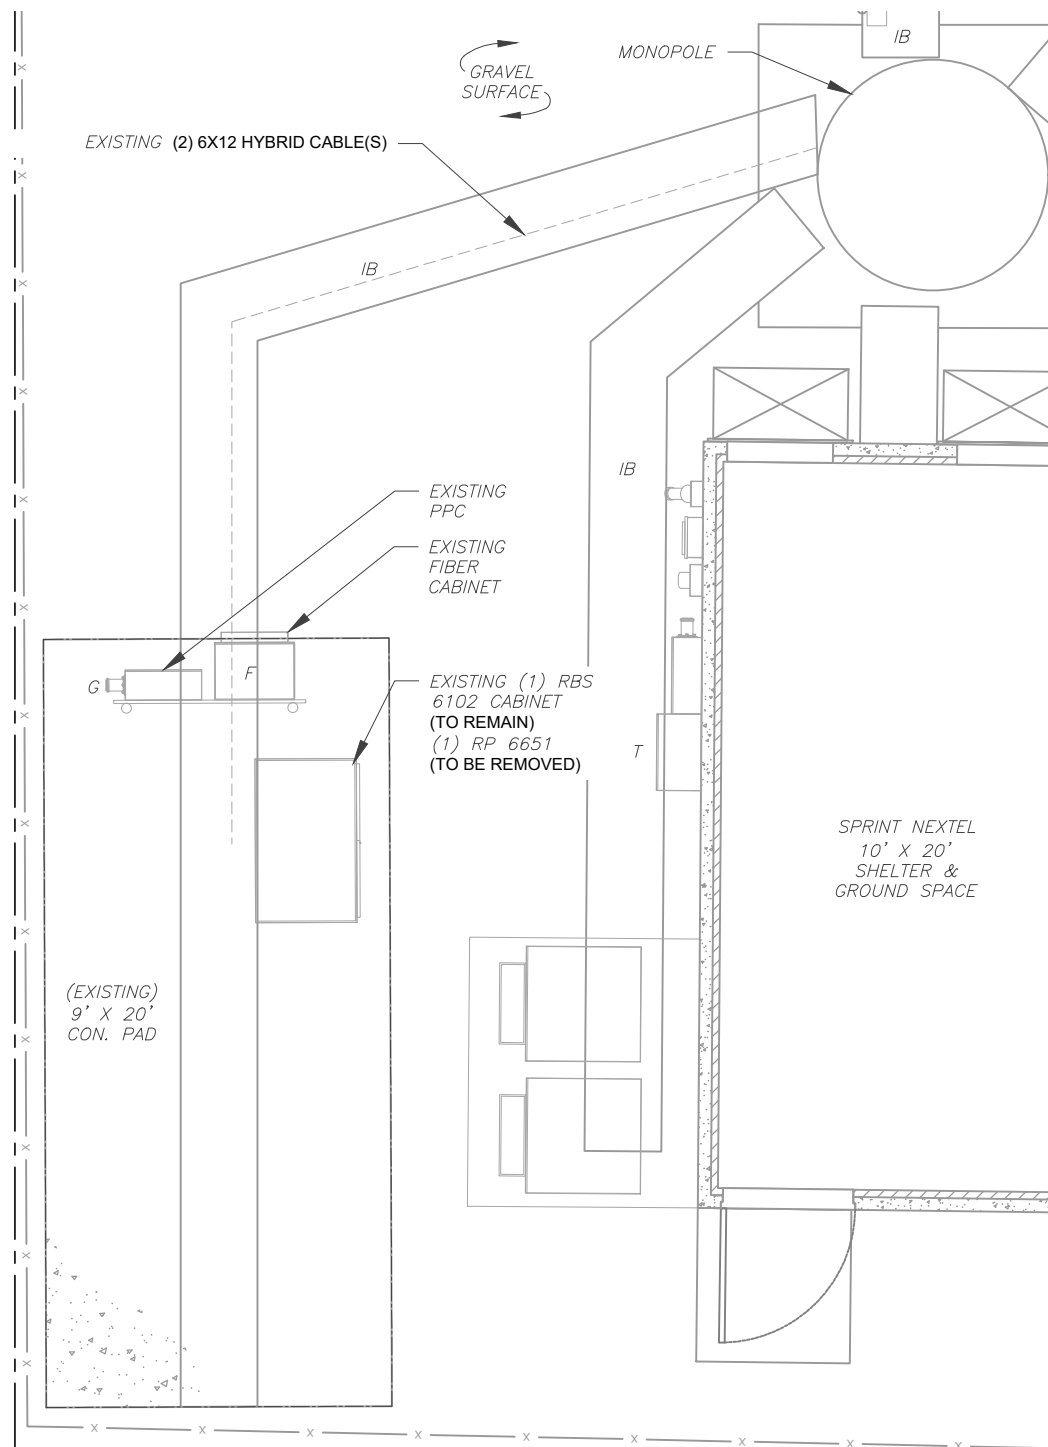 IB
MONOPOLE
GRAVEL
SURFACE
EXISTING (2) 6X12 HYBRID CABLE(S)
IB
IB
EXISTING
PPC
EXISTING
FIBER
CABINET
G
F
EXISTING (1) RBS
6102 CABINET
(TO REMAIN)
(1) RP 6651
(TO BE REMOVED)
T
SPRINT NEXTEL
10' X 20'
SHELTER &
GROUND SPACE
(EXISTING)
9' X 20'
CON. PAD